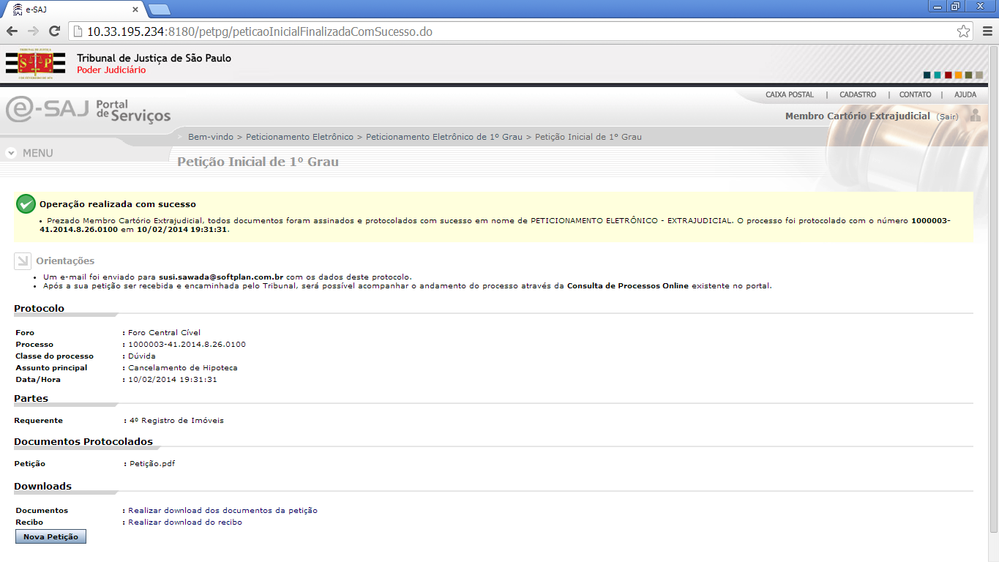 e-SAJ
10.33.195.234:8180/petpg/peticaoInicialFinalizadaComSucesso.do
TRIBUNAL DE JUSTIÇA
S P
3 DE FEVEREIRO DE 1874
Tribunal de Justiça de São Paulo
Poder Judiciário
CAIXA POSTAL | CADASTRO | CONTATO | AJUDA
e-SAJ Portal de Serviços
Membro Cartório Extrajudicial (Sair)
Bem-vindo > Peticionamento Eletrônico > Peticionamento Eletrônico de 1º Grau > Petição Inicial de 1º Grau
MENU
Petição Inicial de 1º Grau
Operação realizada com sucesso
• Prezado Membro Cartório Extrajudicial, todos documentos foram assinados e protocolados com sucesso em nome de PETICIONAMENTO ELETRÔNICO - EXTRAJUDICIAL. O processo foi protocolado com o número 1000003-
41.2014.8.26.0100 em 10/02/2014 19:31:31.
Orientações
• Um e-mail foi enviado para susi.sawada@softplan.com.br com os dados deste protocolo.
• Após a sua petição ser recebida e encaminhada pelo Tribunal, será possível acompanhar o andamento do processo através da Consulta de Processos Online existente no portal.
Protocolo
Foro : Foro Central Cível
Processo : 1000003-41.2014.8.26.0100
Classe do processo : Dúvida
Assunto principal : Cancelamento de Hipoteca
Data/Hora : 10/02/2014 19:31:31
Partes
Requerente : 4º Registro de Imóveis
Documentos Protocolados
Petição : Petição.pdf
Downloads
Documentos : Realizar download dos documentos da petição
Recibo : Realizar download do recibo
Nova Petição